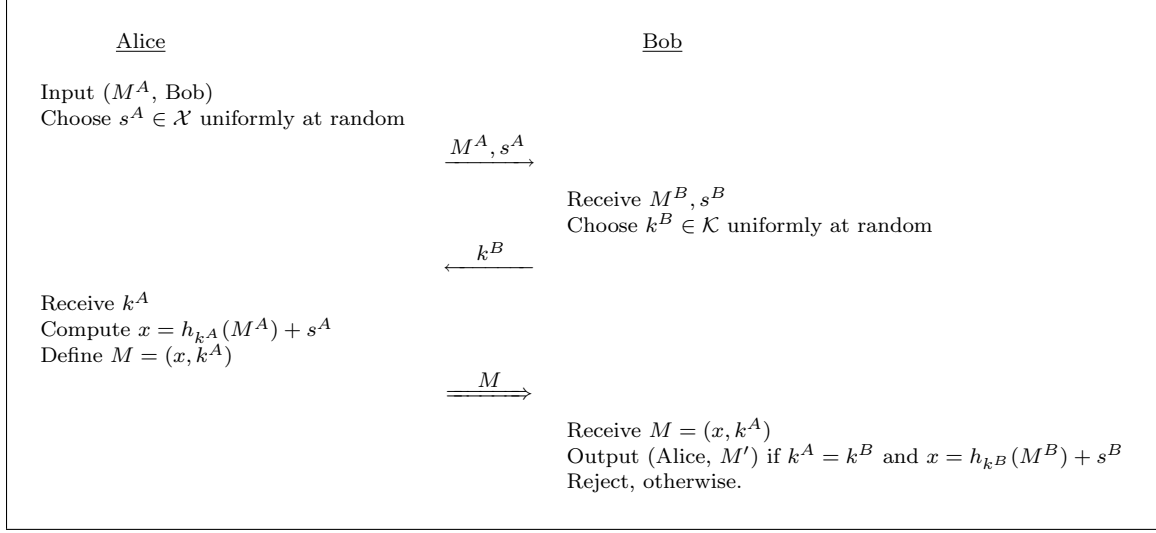 Alice Bob
Input (M^A, Bob)
Choose s^A ∈ 𝒳 uniformly at random
M^A, s^A
Receive M^B, s^B
Choose k^B ∈ 𝒦 uniformly at random
k^B
Receive k^A
Compute x = h_{k^A}(M^A) + s^A
Define M = (x, k^A)
M
Receive M = (x, k^A)
Output (Alice, M′) if k^A = k^B and x = h_{k^B}(M^B) + s^B
Reject, otherwise.